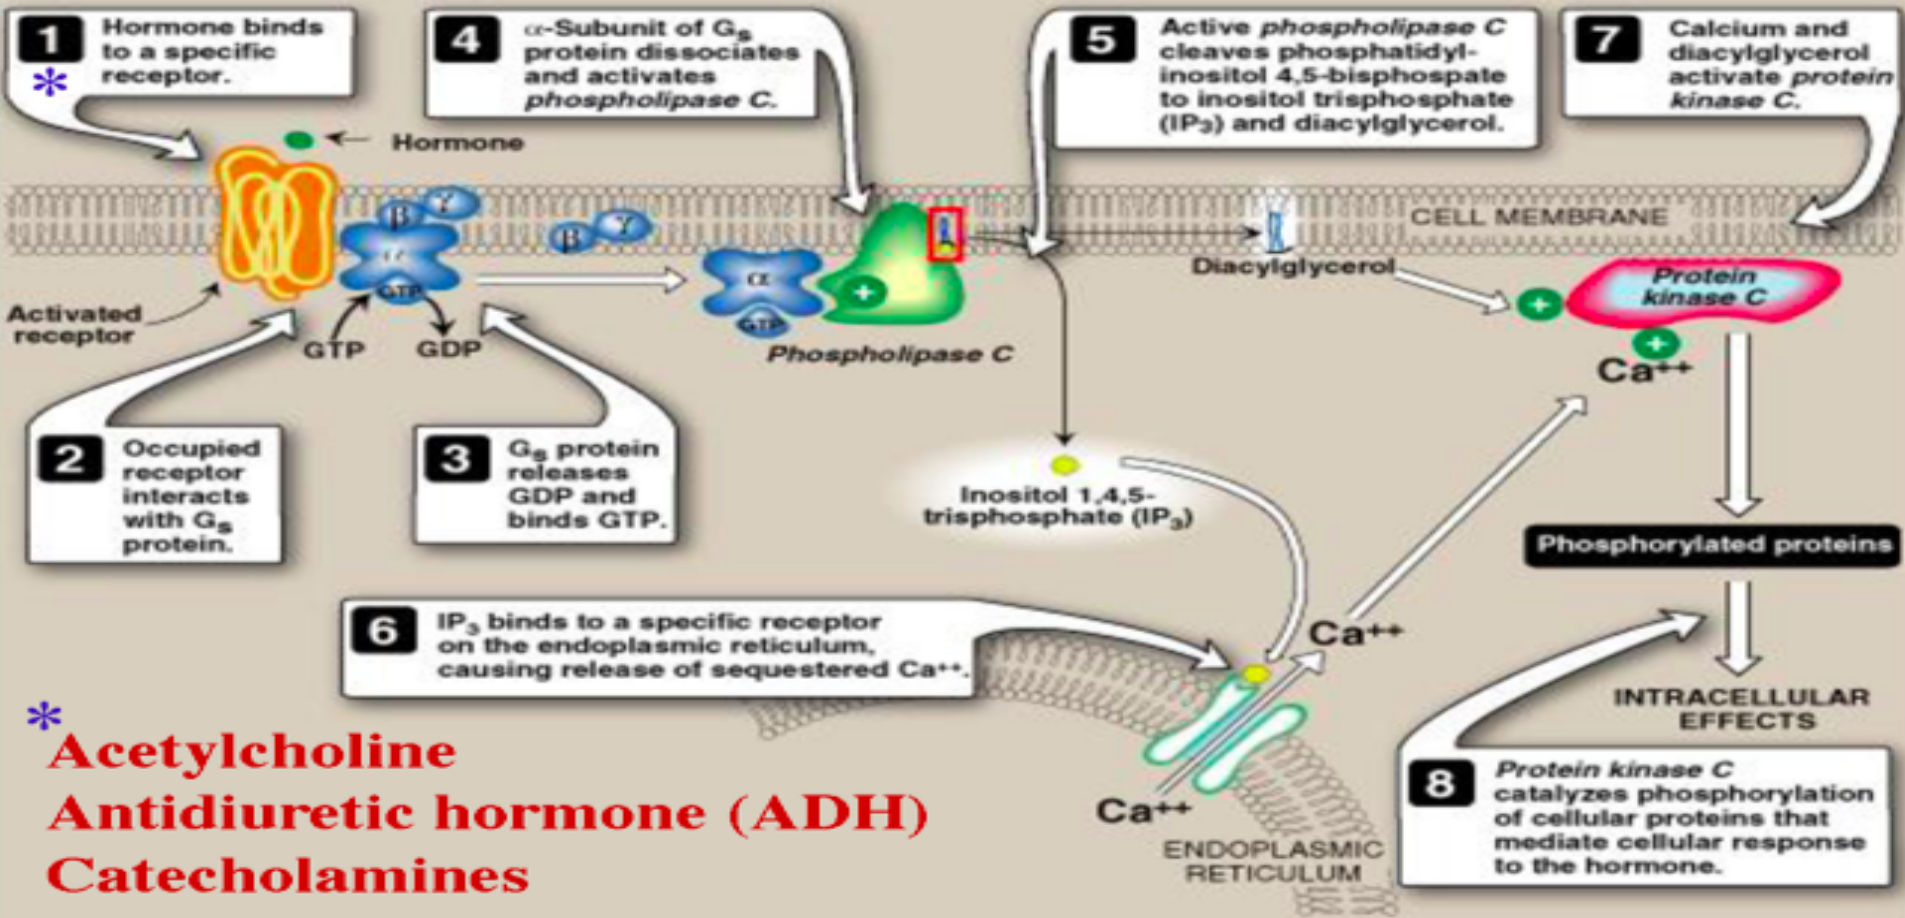 1
Hormone binds
to a specific
receptor.
*
4
α-Subunit of Gs
protein dissociates
and activates
phospholipase C.
5
Active phospholipase C
cleaves phosphatidyl-
inositol 4,5-bisphospate
to inositol trisphosphate
(IP3) and diacylglycerol.
7
Calcium and
diacylglycerol
activate protein
kinase C.
Hormone
β γ
α
GTP
β γ
α
GTP
+
CELL MEMBRANE
Diacylglycerol
Protein
kinase C
+
+
Ca++
Activated
receptor
GTP
GDP
Phospholipase C
2
Occupied
receptor
interacts
with Gs
protein.
3
Gs protein
releases
GDP and
binds GTP.
Inositol 1,4,5-
trisphosphate (IP3)
Phosphorylated proteins
6
IP3 binds to a specific receptor
on the endoplasmic reticulum,
causing release of sequestered Ca++.
Ca++
INTRACELLULAR
EFFECTS
Ca++
ENDOPLASMIC
RETICULUM
8
Protein kinase C
catalyzes phosphorylation
of cellular proteins that
mediate cellular response
to the hormone.
*
Acetylcholine
Antidiuretic hormone (ADH)
Catecholamines